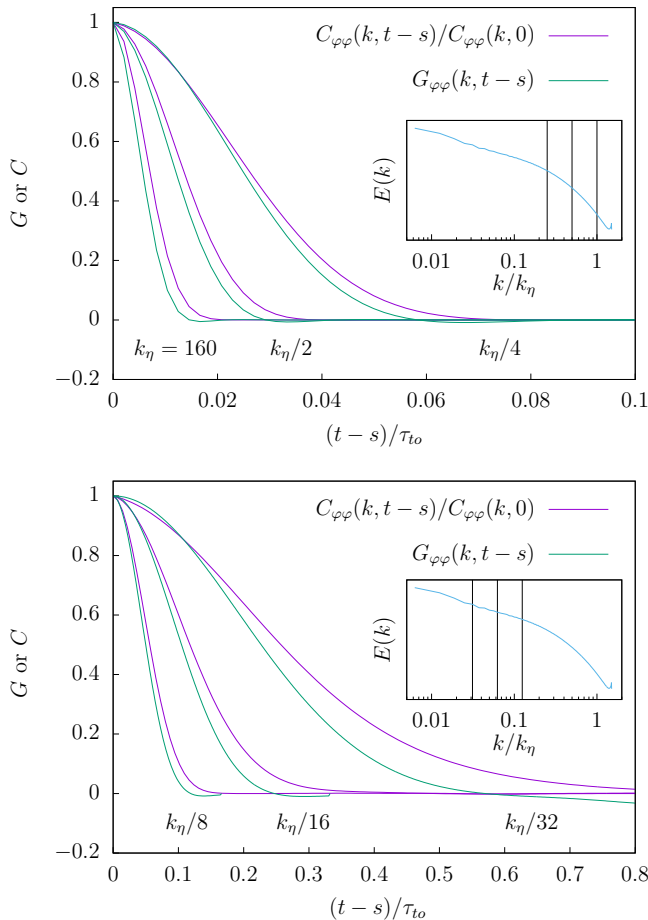 1
0.8
0.6
0.4
0.2
0
−0.2
G or C
C_{φφ}(k, t − s)/C_{φφ}(k, 0)
G_{φφ}(k, t − s)
E(k)
0.01 0.1 1
k/k_η
k_η = 160 k_η/2 k_η/4
0 0.02 0.04 0.06 0.08 0.1
(t − s)/τ_{to}
1
0.8
0.6
0.4
0.2
0
−0.2
G or C
C_{φφ}(k, t − s)/C_{φφ}(k, 0)
G_{φφ}(k, t − s)
E(k)
0.01 0.1 1
k/k_η
k_η/8 k_η/16 k_η/32
0 0.1 0.2 0.3 0.4 0.5 0.6 0.7 0.8
(t − s)/τ_{to}